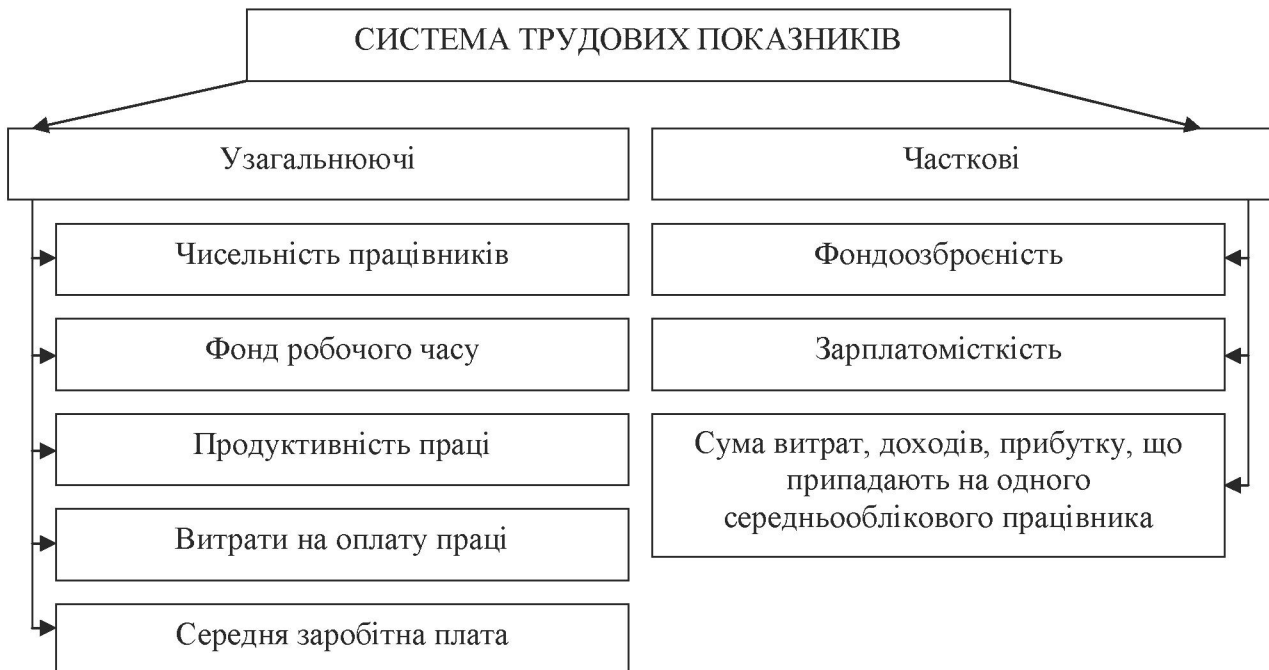 СИСТЕМА ТРУДОВИХ ПОКАЗНИКІВ
Узагальнюючі
Чисельність працівників
Фонд робочого часу
Продуктивність праці
Витрати на оплату праці
Середня заробітна плата
Часткові
Фондоозброєність
Зарплатомісткість
Сума витрат, доходів, прибутку, що
припадають на одного
середньооблікового працівника